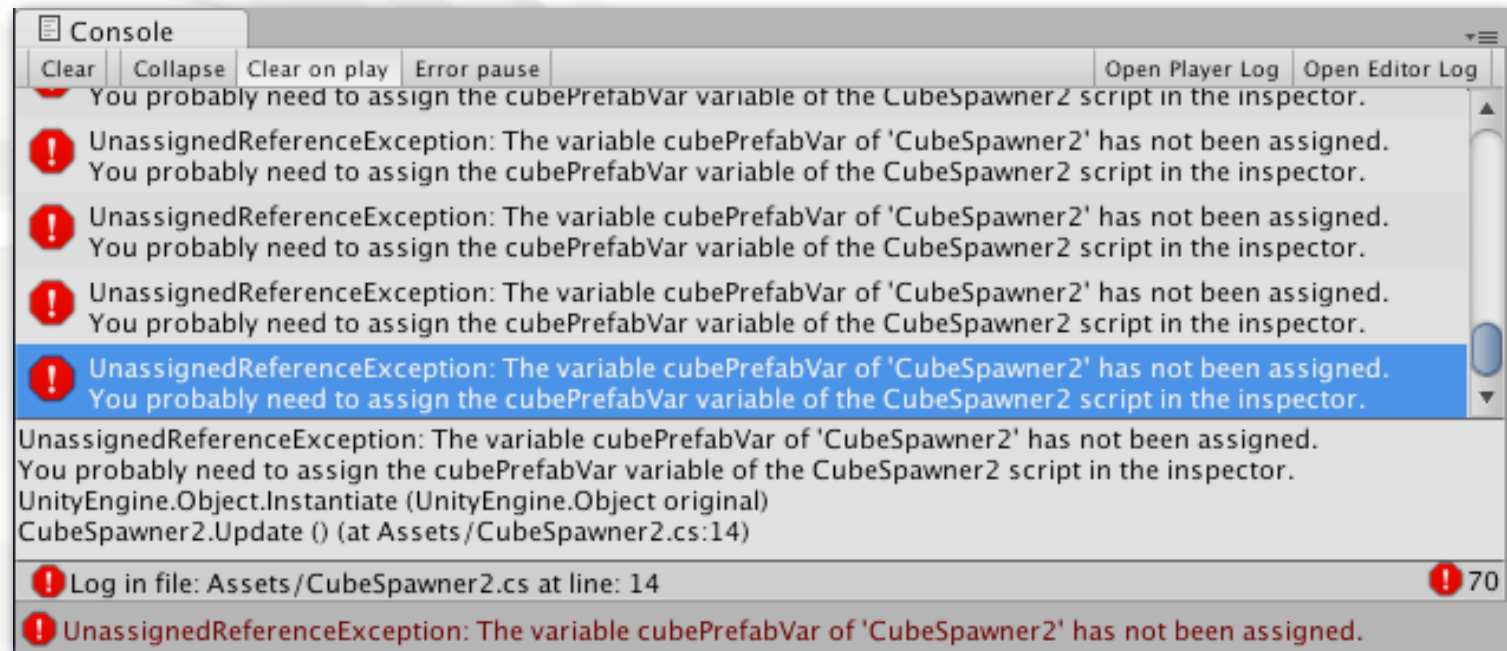 Console
Clear Collapse Clear on play Error pause Open Player Log Open Editor Log
You probably need to assign the cubePrefabVar variable of the CubeSpawner2 script in the inspector.
UnassignedReferenceException: The variable cubePrefabVar of 'CubeSpawner2' has not been assigned.
You probably need to assign the cubePrefabVar variable of the CubeSpawner2 script in the inspector.
UnassignedReferenceException: The variable cubePrefabVar of 'CubeSpawner2' has not been assigned.
You probably need to assign the cubePrefabVar variable of the CubeSpawner2 script in the inspector.
UnassignedReferenceException: The variable cubePrefabVar of 'CubeSpawner2' has not been assigned.
You probably need to assign the cubePrefabVar variable of the CubeSpawner2 script in the inspector.
UnassignedReferenceException: The variable cubePrefabVar of 'CubeSpawner2' has not been assigned.
You probably need to assign the cubePrefabVar variable of the CubeSpawner2 script in the inspector.
UnassignedReferenceException: The variable cubePrefabVar of 'CubeSpawner2' has not been assigned.
You probably need to assign the cubePrefabVar variable of the CubeSpawner2 script in the inspector.
UnityEngine.Object.Instantiate (UnityEngine.Object original)
CubeSpawner2.Update () (at Assets/CubeSpawner2.cs:14)
Log in file: Assets/CubeSpawner2.cs at line: 14 70
UnassignedReferenceException: The variable cubePrefabVar of 'CubeSpawner2' has not been assigned.